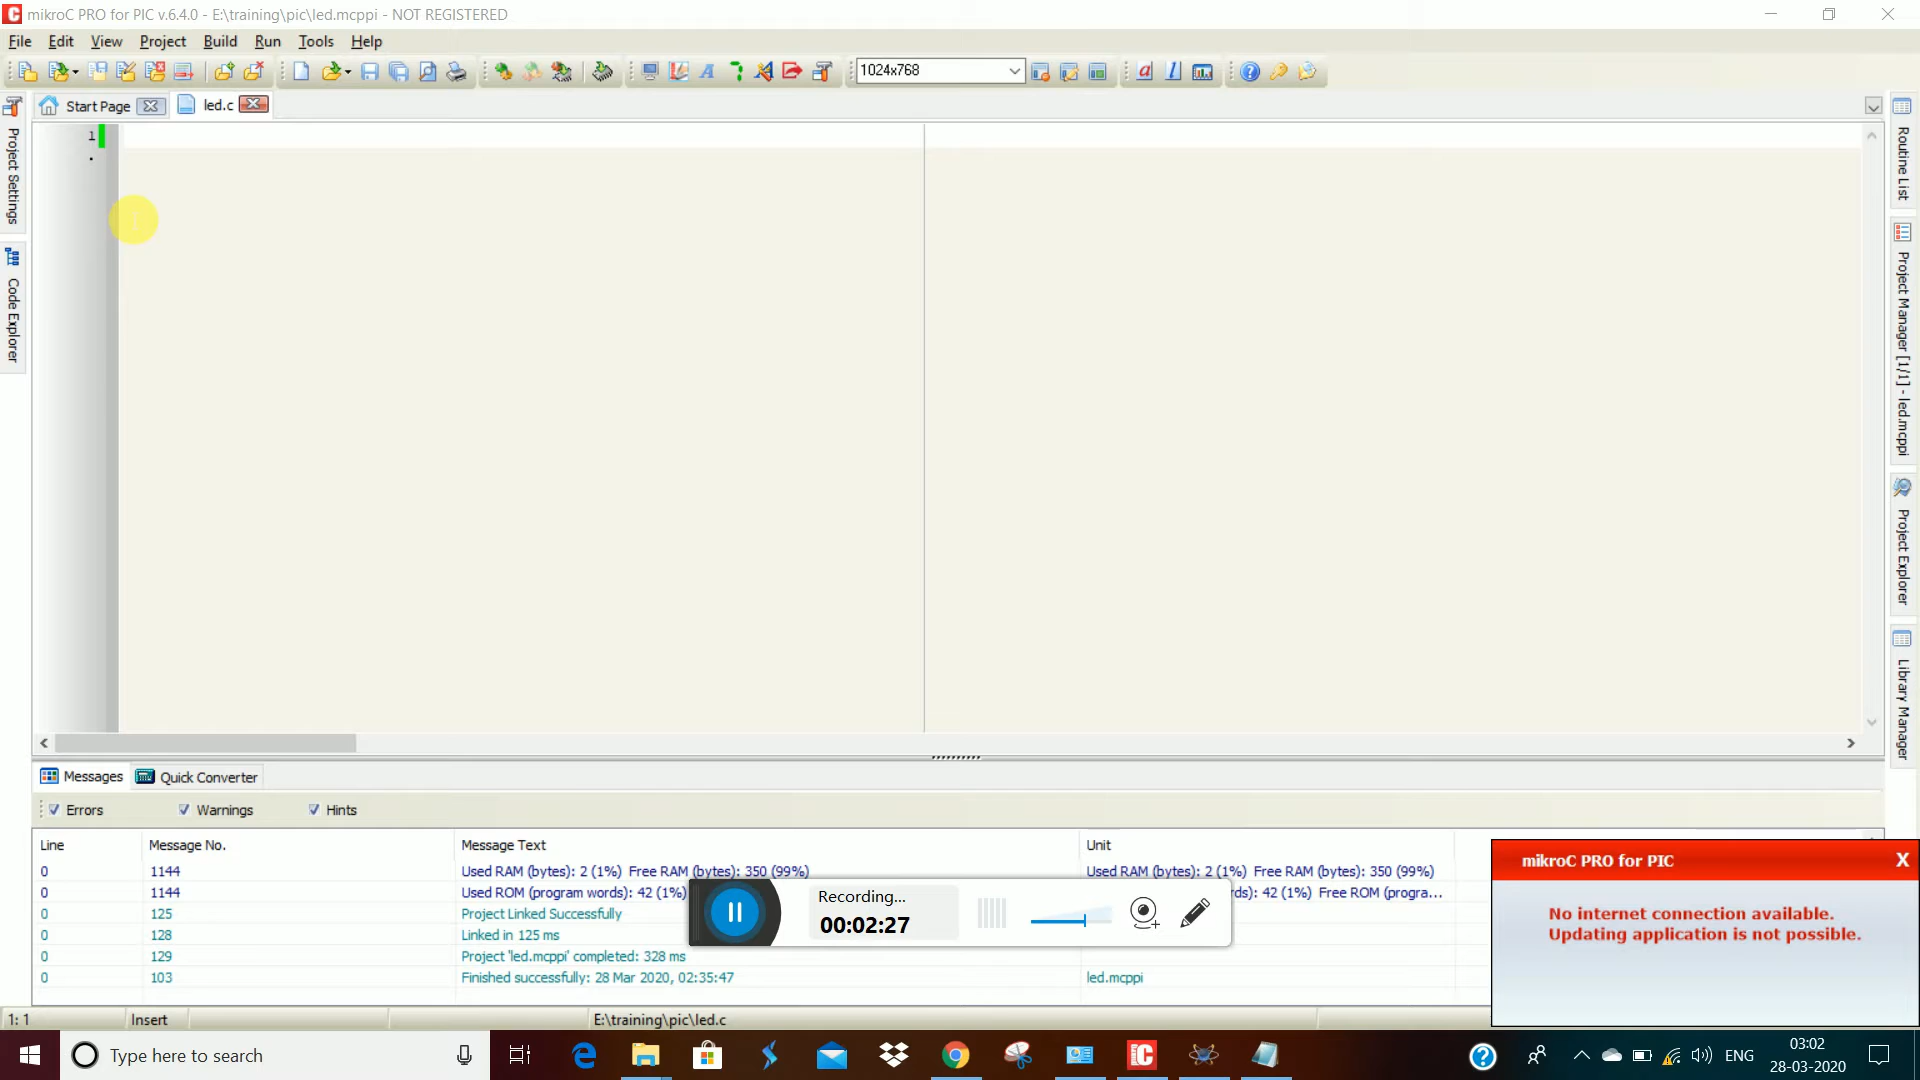 mikroC PRO for PIC v.6.4.0 - E:\training\pic\led.mcppi - NOT REGISTERED
File Edit View Project Build Run Tools Help
1024x768
Start Page led.c
1
Project Settings
Code Explorer
Routine List
Project Manager [1/1] - led.mcppi
Project Explorer
Library Manager
Messages Quick Converter
Errors Warnings Hints
Line Message No. Message Text Unit
0 1144 Used RAM (bytes): 2 (1%) Free RAM (bytes): 350 (99%) Used RAM (bytes): 2 (1%) Free RAM (bytes): 350 (99%)
0 1144 Used ROM (program words): 42 (1%) rds): 42 (1%) Free ROM (progra...
0 125 Project Linked Successfully
0 128 Linked in 125 ms
0 129 Project 'led.mcppi' completed: 328 ms
0 103 Finished successfully: 28 Mar 2020, 02:35:47 led.mcppi
Recording...
00:02:27
mikroC PRO for PIC X
No internet connection available.
Updating application is not possible.
1: 1 Insert E:\training\pic\led.c
Type here to search
ENG
03:02
28-03-2020